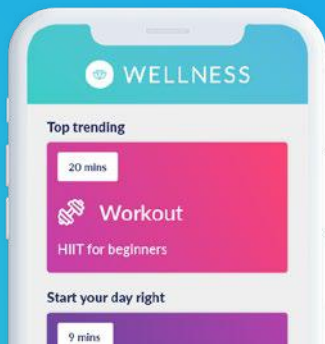 WELLNESS
Top trending
20 mins
Workout
HIIT for beginners
Start your day right
9 mins